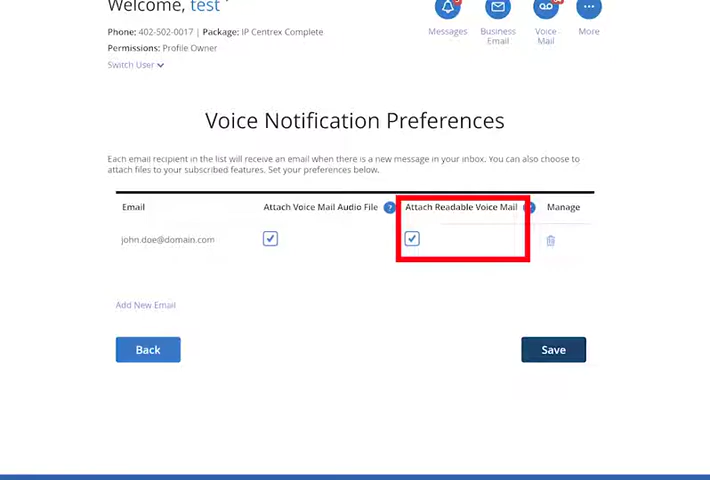 Welcome, test
Messages
Business
Email
Voice
Mail
More
Phone: 402-502-0017 | Package: IP Centrex Complete
Permissions: Profile Owner
Switch User
Voice Notification Preferences
Each email recipient in the list will receive an email when there is a new message in your inbox. You can also choose to
attach files to your subscribed features. Set your preferences below.
Email Attach Voice Mail Audio File ? Attach Readable Voice Mail Manage
john.doe@domain.com
Add New Email
Back Save